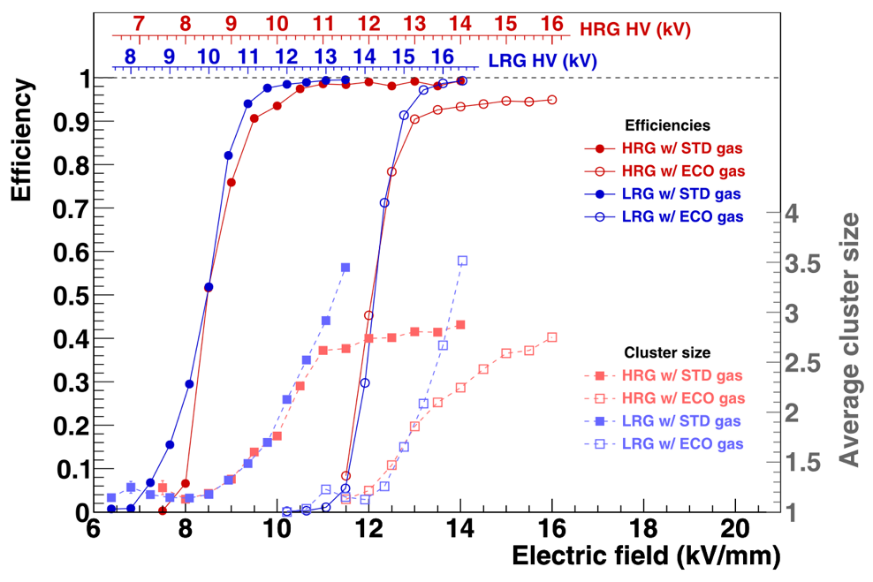 7 8 9 10 11 12 13 14 15 16 HRG HV (kV)
8 9 10 11 12 13 14 15 16 LRG HV (kV)
Efficiency
1
0.9
0.8
0.7
0.6
0.5
0.4
0.3
0.2
0.1
0
Efficiencies
HRG w/ STD gas
HRG w/ ECO gas
LRG w/ STD gas
LRG w/ ECO gas
Cluster size
HRG w/ STD gas
HRG w/ ECO gas
LRG w/ STD gas
LRG w/ ECO gas
4
3.5
3
2.5
2
1.5
1
Average cluster size
6 8 10 12 14 16 18 20
Electric field (kV/mm)